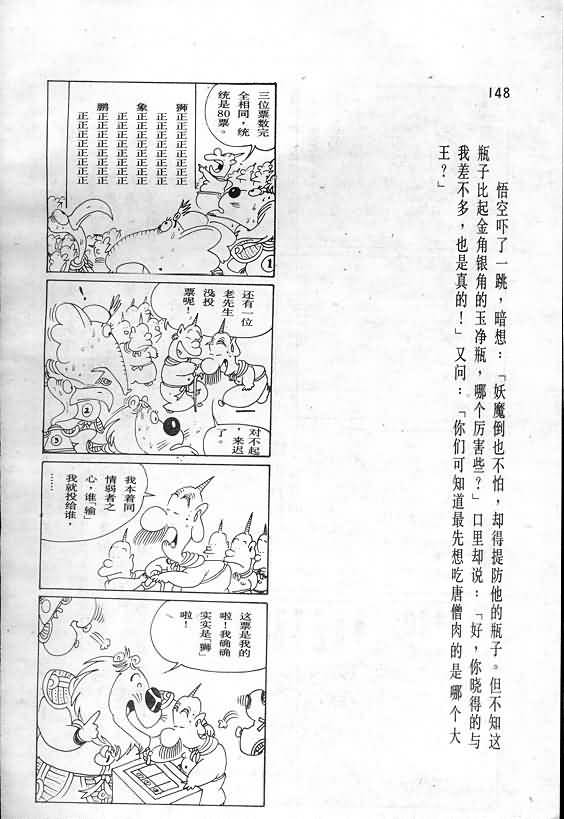 148
悟空吓了一跳，暗想：「妖魔倒也不怕，却得提防他的瓶子。但不知这
瓶子比起金角银角的玉净瓶，哪个厉害些？」口里却说：「好，你晓得的与
我差不多，也是真的！」又问：「你们可知道最先想吃唐僧肉的是哪个大
王？」
三位票数完
全相同，统
统是80票。
狮正正正正正正正正
正正正正正正正正
象正正正正正正正正
正正正正正正正正
鹏正正正正正正正正
正正正正正正正正
1
还有一位
老先生
没投
票呢！
！
2
3
对不起
，来迟
了。
我本着同
情弱者之
心，谁「输」
我就投给谁，
……
这票是我的
啦！我确确
实实是「狮」
啦！